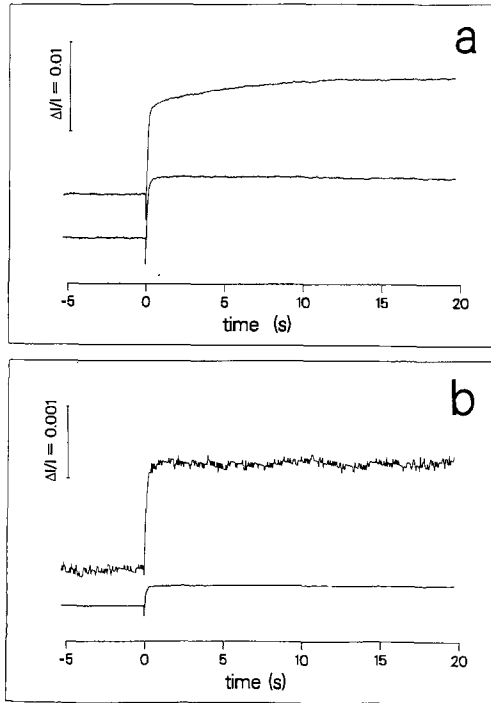 a
ΔI/I = 0.01
-5 0 5 10 15 20
time (s)
b
ΔI/I = 0.001
-5 0 5 10 15 20
time (s)